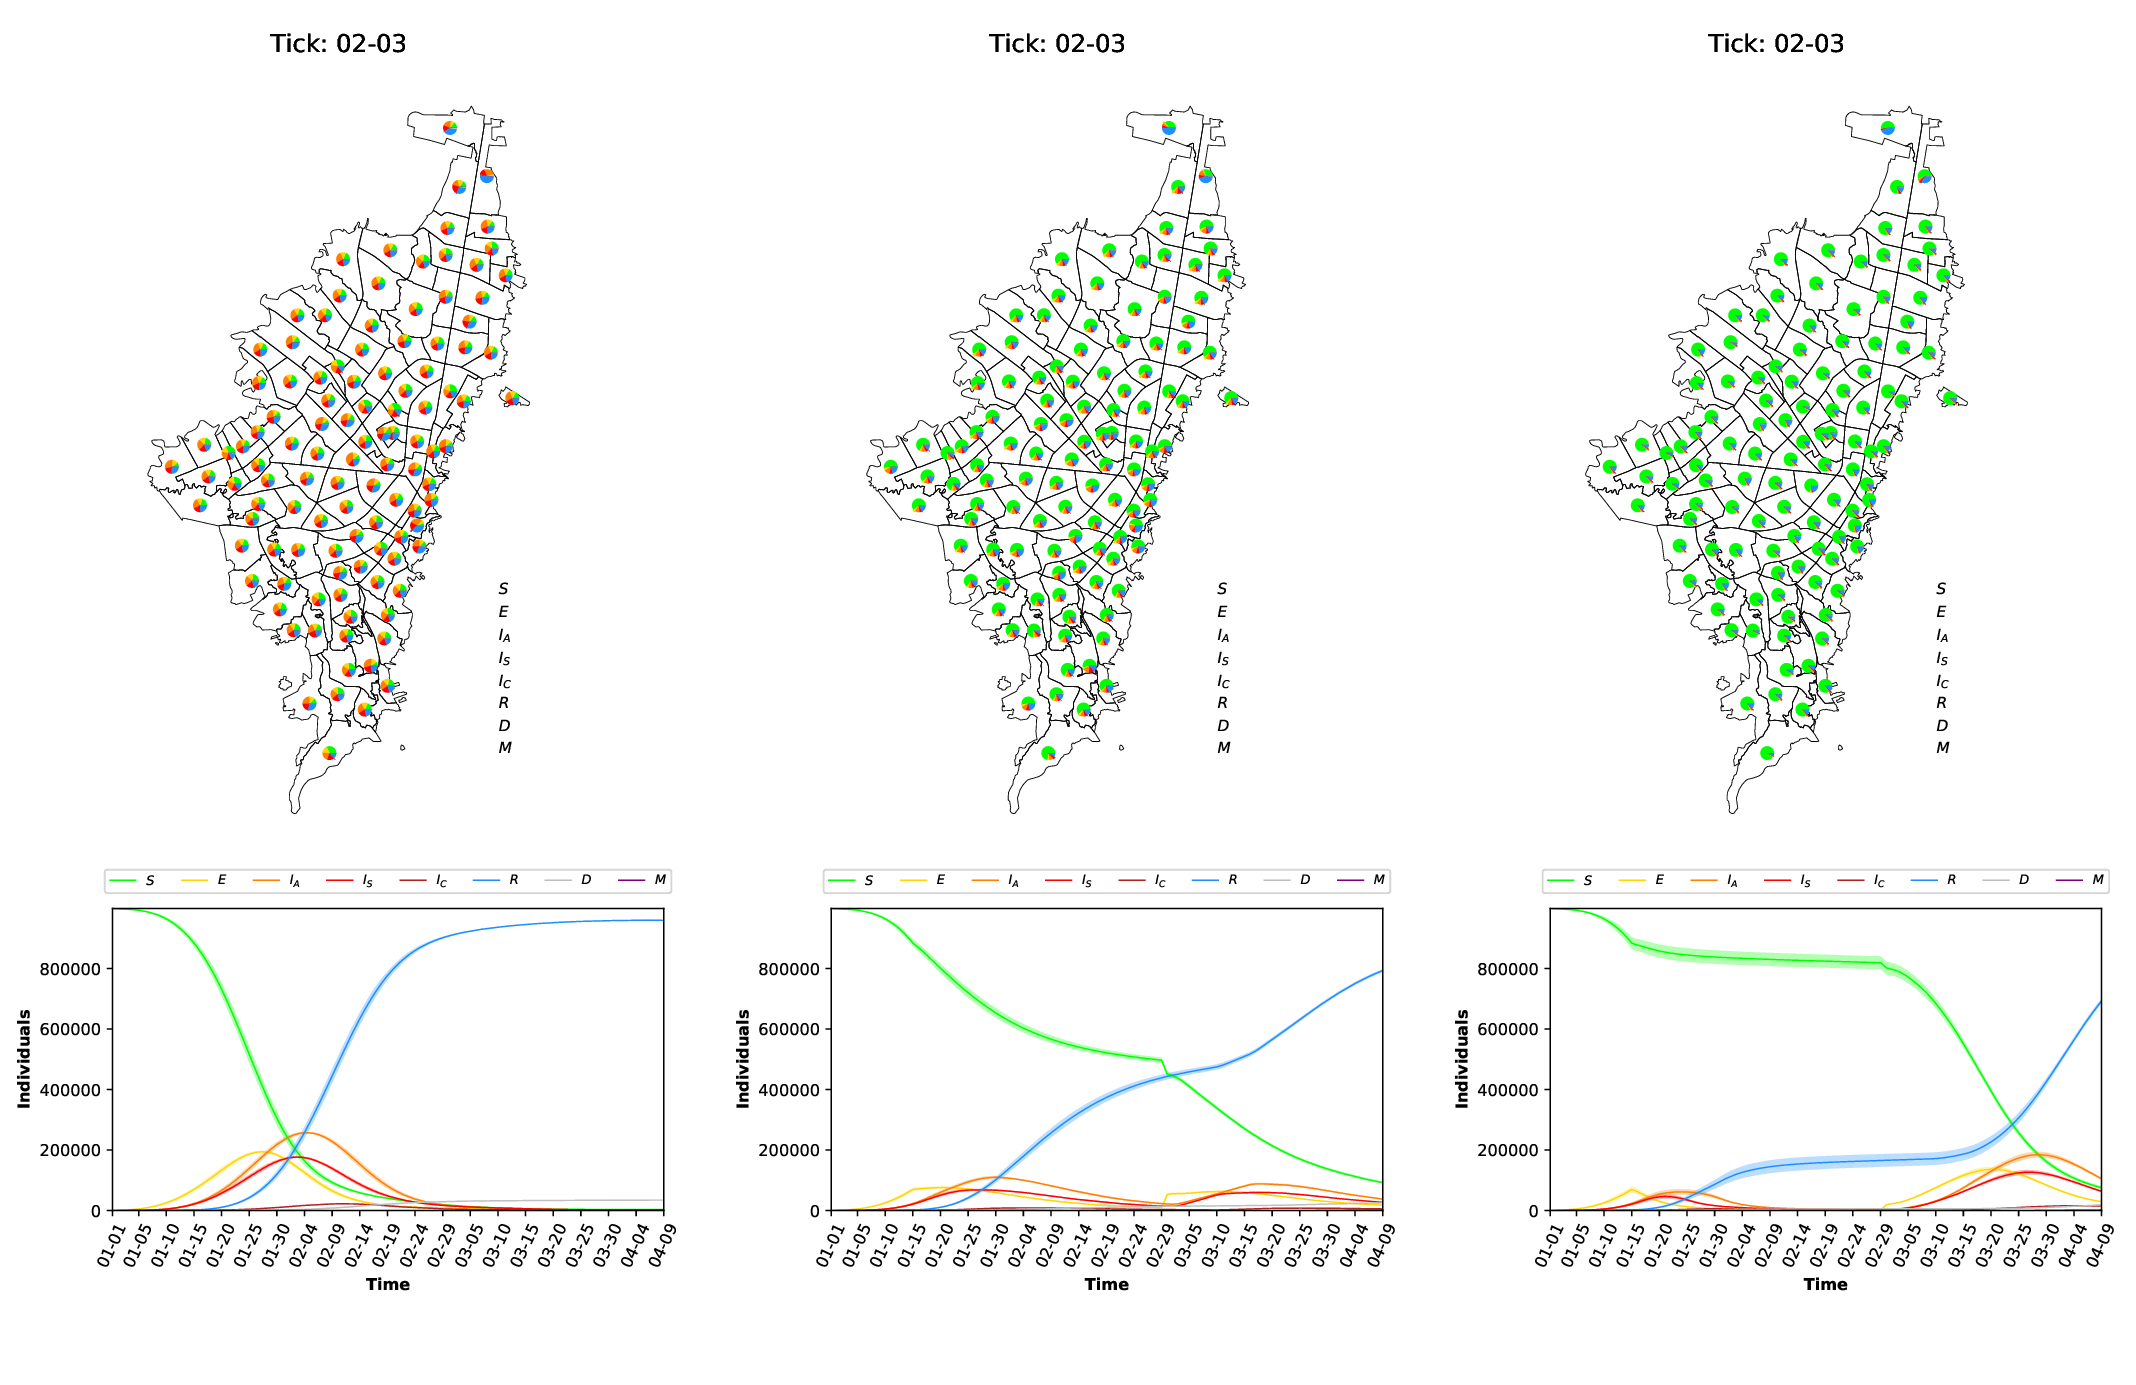 Tick: 02-03
Tick: 02-03
Tick: 02-03
S
E
I_A
I_S
I_C
R
D
M
S
E
I_A
I_S
I_C
R
D
M
S
E
I_A
I_S
I_C
R
D
M
S E I_A I_S I_C R D M
Individuals
800000
600000
400000
200000
0
01-01 01-05 01-10 01-15 01-20 01-25 01-30 02-04 02-09 02-14 02-19 02-24 02-29 03-05 03-10 03-15 03-20 03-25 03-30 04-04 04-09
Time
S E I_A I_S I_C R D M
Individuals
800000
600000
400000
200000
0
01-01 01-05 01-10 01-15 01-20 01-25 01-30 02-04 02-09 02-14 02-19 02-24 02-29 03-05 03-10 03-15 03-20 03-25 03-30 04-04 04-09
Time
S E I_A I_S I_C R D M
Individuals
800000
600000
400000
200000
0
01-01 01-05 01-10 01-15 01-20 01-25 01-30 02-04 02-09 02-14 02-19 02-24 02-29 03-05 03-10 03-15 03-20 03-25 03-30 04-04 04-09
Time